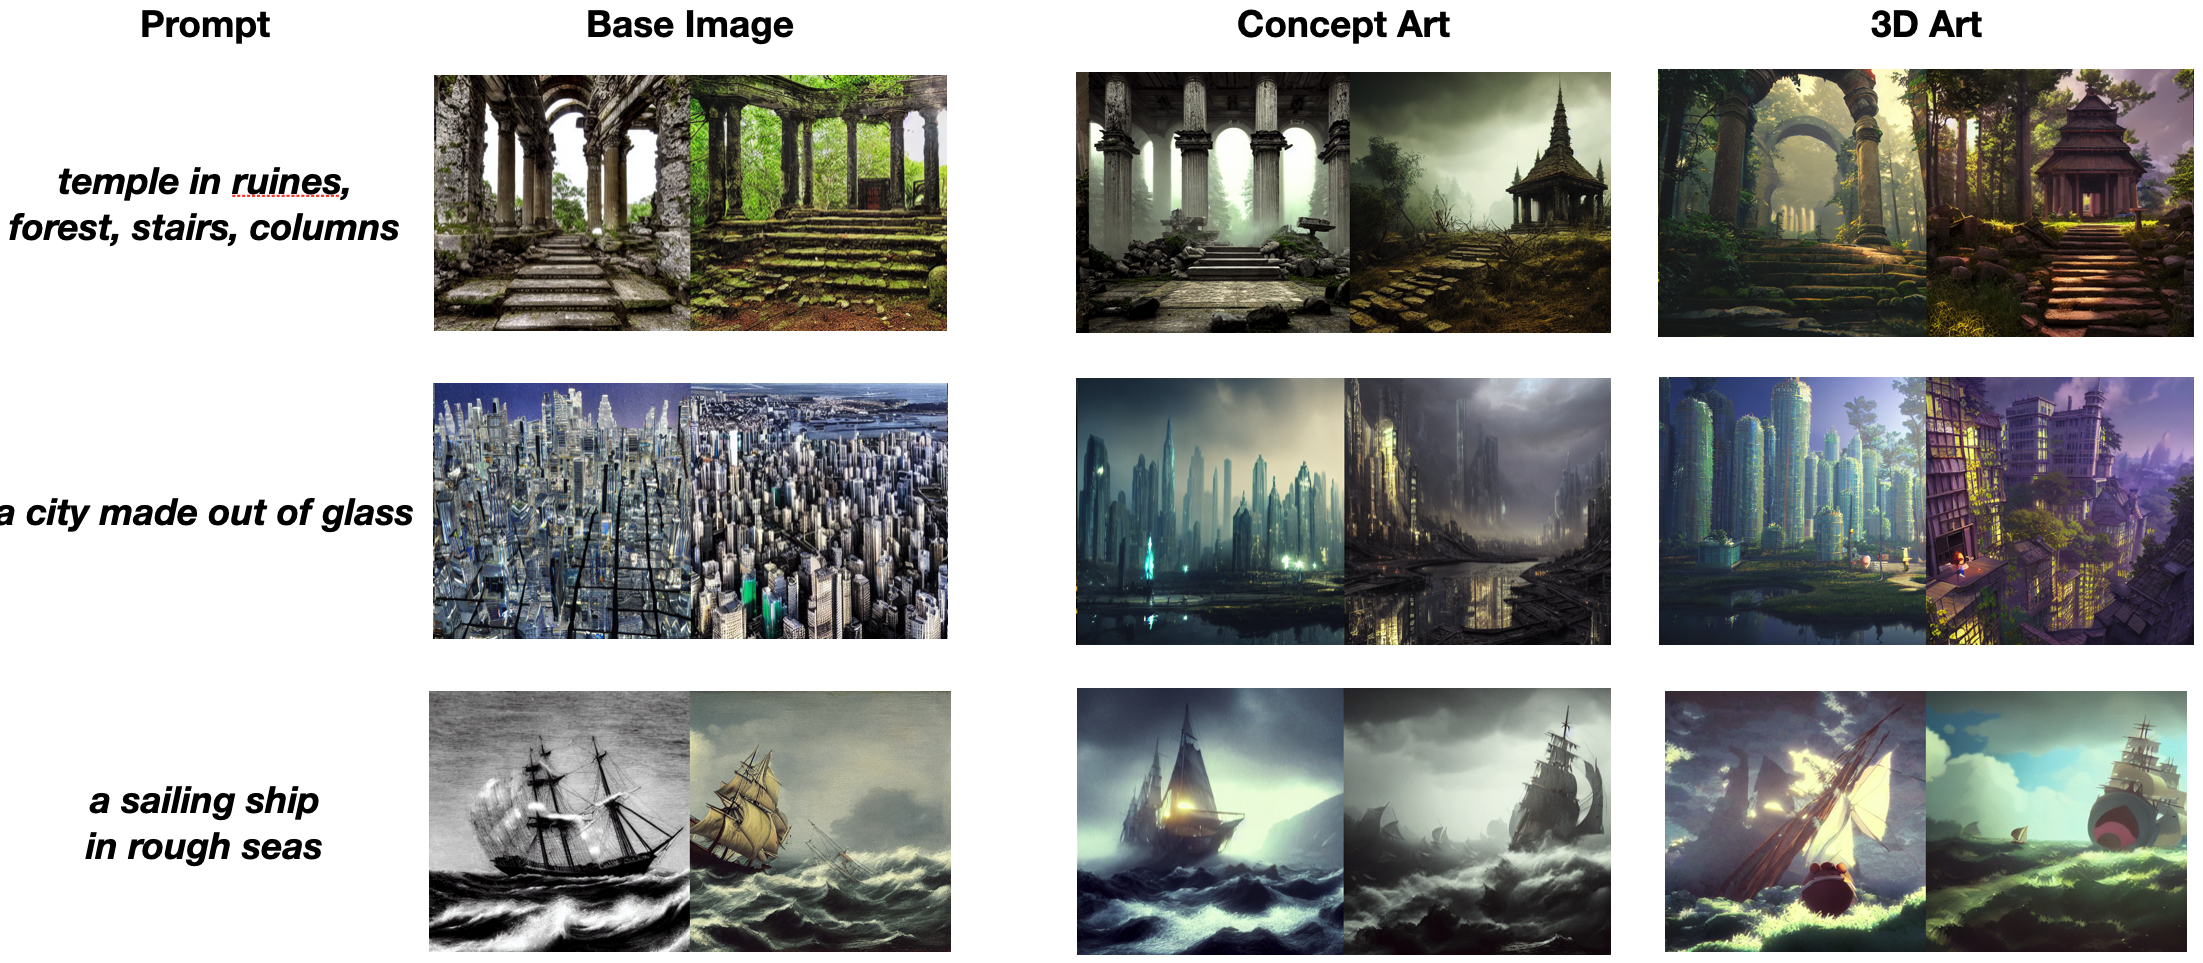 Prompt
Base Image
Concept Art
3D Art
temple in ruines,
forest, stairs, columns
a city made out of glass
a sailing ship
in rough seas